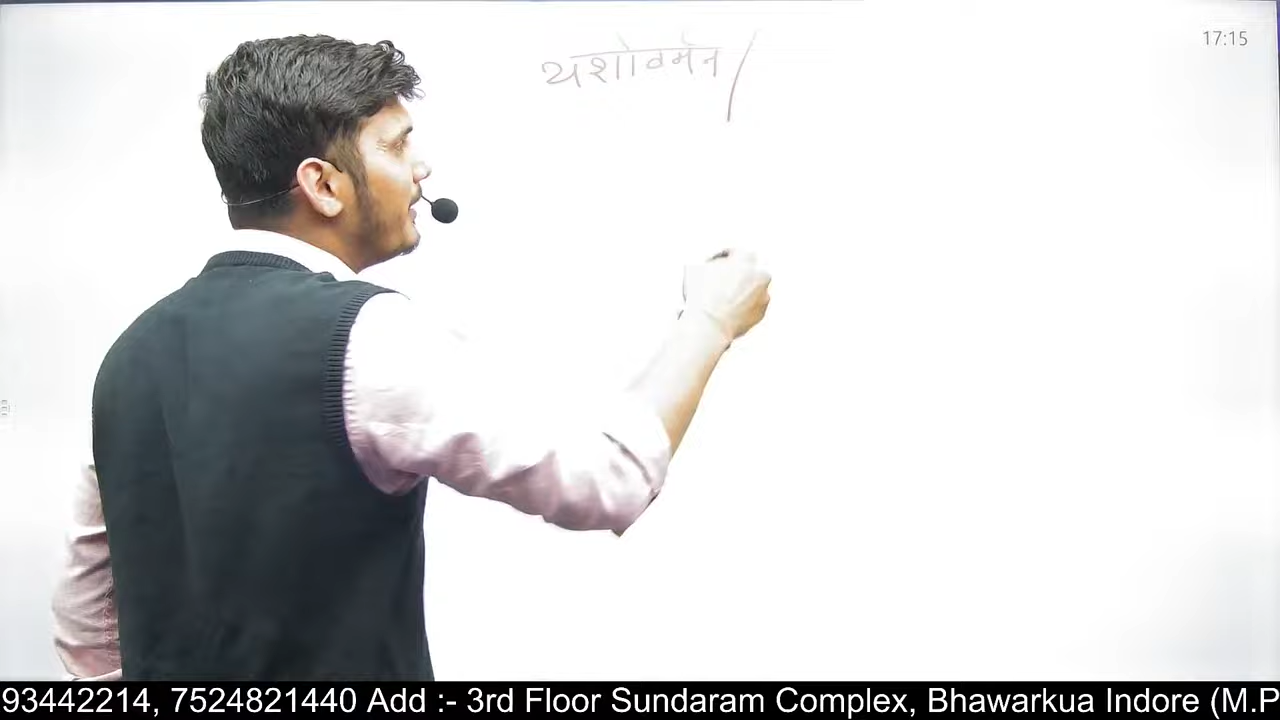 17:15
यशोवर्मन /
93442214, 7524821440 Add :- 3rd Floor Sundaram Complex, Bhawarkua Indore (M.P